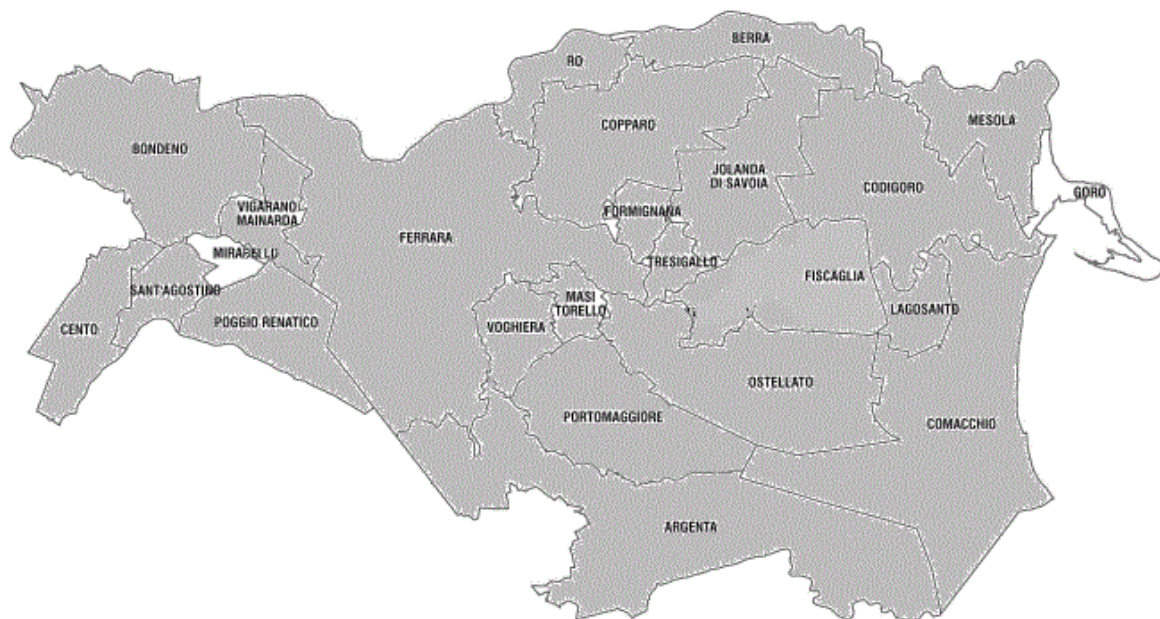 BERRA
RO
MESOLA
COPPARO
BONDENO
JOLANDA
DI SAVOIA
CODIGORO
GORO
VIGARANO
MAINARDA
FORMIGNANA
FERRARA
MIRABELLO
TRESIGALLO
FISCAGLIA
SANT'AGOSTINO
MASI
TORELLO
LAGOSANTO
CENTO
POGGIO RENATICO
VOGHIERA
OSTELLATO
PORTOMAGGIORE
COMACCHIO
ARGENTA